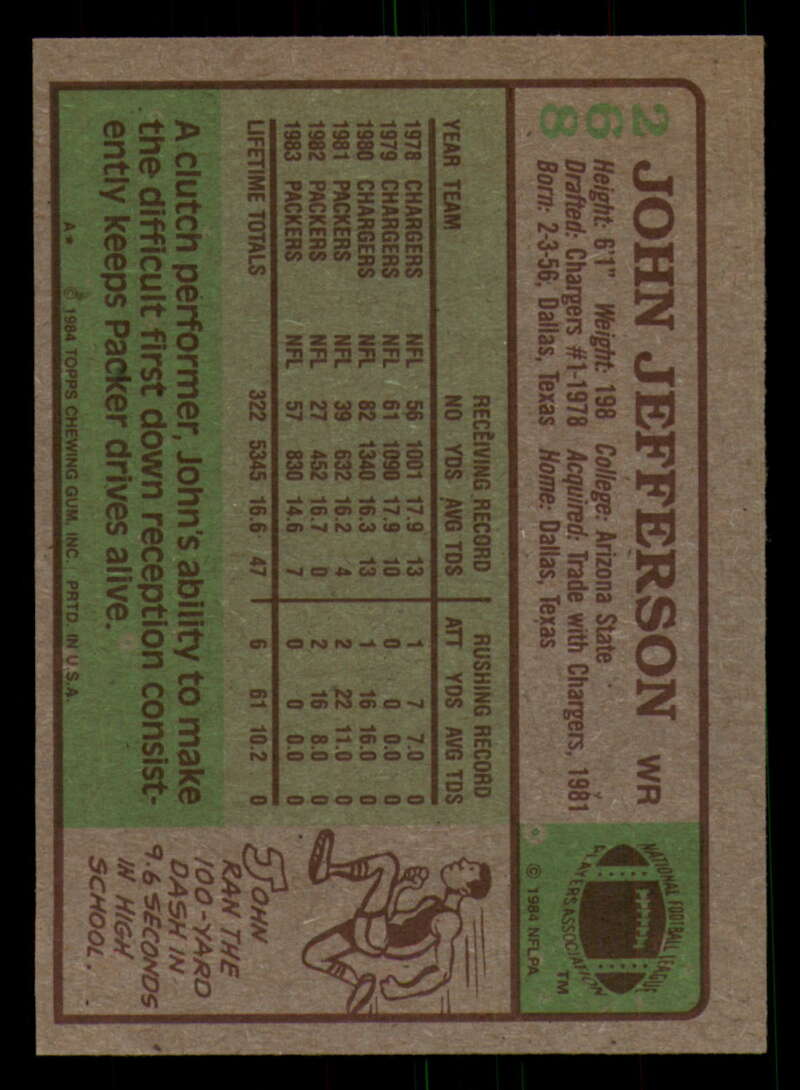 268
JOHN JEFFERSON WR
Height: 6'1" Weight: 198 College: Arizona State
Drafted: Chargers #1-1978 Acquired: Trade with Chargers, 1981
Born: 2-3-56, Dallas, Texas Home: Dallas, Texas
NATIONAL FOOTBALL LEAGUE
PLAYERS ASSOCIATION
TM
© 1984 NFLPA
RECEIVING RECORD RUSHING RECORD
YEAR TEAM NO YDS AVG TDS ATT YDS AVG TDS
1978 CHARGERS NFL 56 1001 17.9 13 1 7 7.0 0
1979 CHARGERS NFL 61 1090 17.9 10 0 0 0.0 0
1980 CHARGERS NFL 82 1340 16.3 13 1 16 16.0 0
1981 PACKERS NFL 39 632 16.2 4 2 22 11.0 0
1982 PACKERS NFL 27 452 16.7 0 2 16 8.0 0
1983 PACKERS NFL 57 830 14.6 7 0 0 0.0 0
LIFETIME TOTALS 322 5345 16.6 47 6 61 10.2 0
A clutch performer, John's ability to make
the difficult first down reception consist-
ently keeps Packer drives alive.
A* © 1984 TOPPS CHEWING GUM, INC. PRTD. IN U.S.A.
JOHN
RAN THE
100-YARD
DASH IN
9.6 SECONDS
IN HIGH
SCHOOL.